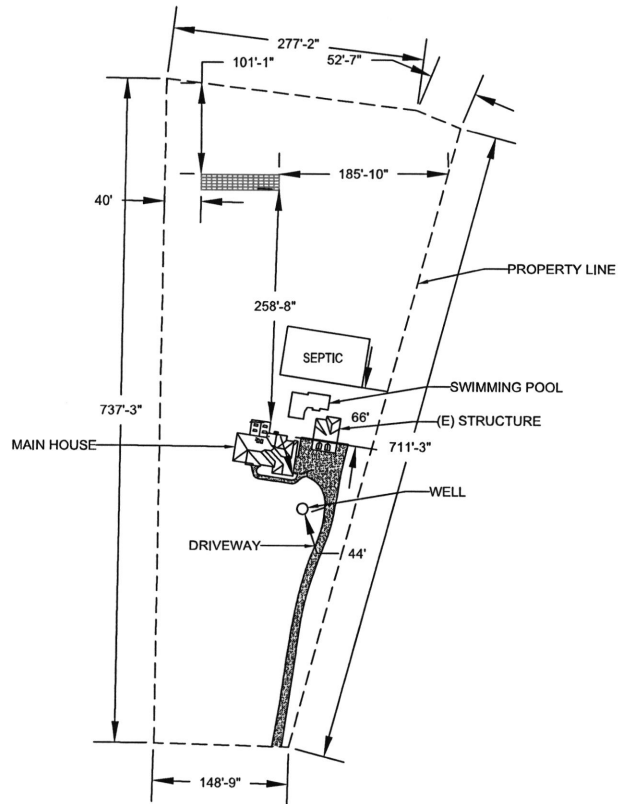 277'-2"
52'-7"
101'-1"
185'-10"
40'
PROPERTY LINE
258'-8"
SEPTIC
SWIMMING POOL
737'-3"
66'
(E) STRUCTURE
MAIN HOUSE
711'-3"
WELL
DRIVEWAY
44'
148'-9"